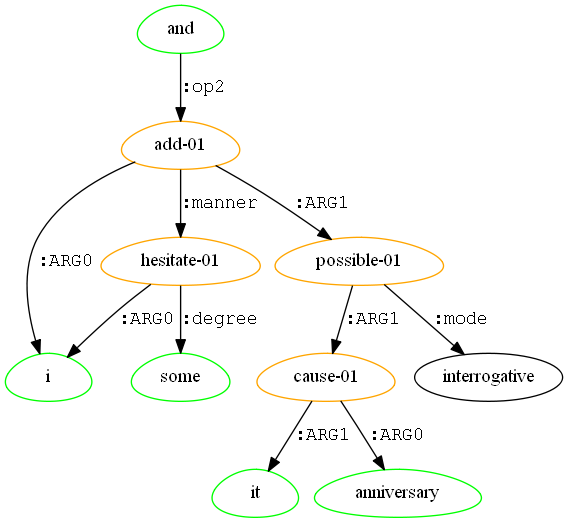 and
:op2
add-01
:manner :ARG1
:ARG0 hesitate-01 possible-01
:ARG0 :degree :ARG1 :mode
i some cause-01 interrogative
:ARG1 :ARG0
it anniversary